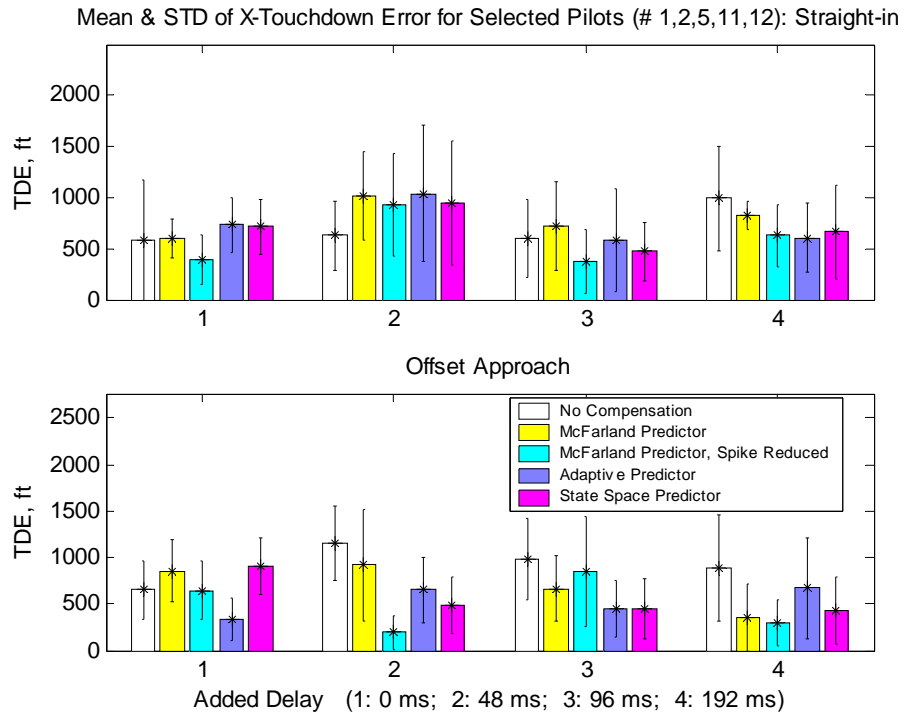 Mean & STD of X-Touchdown Error for Selected Pilots (# 1,2,5,11,12): Straight-in
2000
1500
1000
500
0
TDE, ft
1 2 3 4
Offset Approach
2500
2000
1500
1000
500
0
TDE, ft
No Compensation
McFarland Predictor
McFarland Predictor, Spike Reduced
Adaptive Predictor
State Space Predictor
1 2 3 4
Added Delay (1: 0 ms; 2: 48 ms; 3: 96 ms; 4: 192 ms)